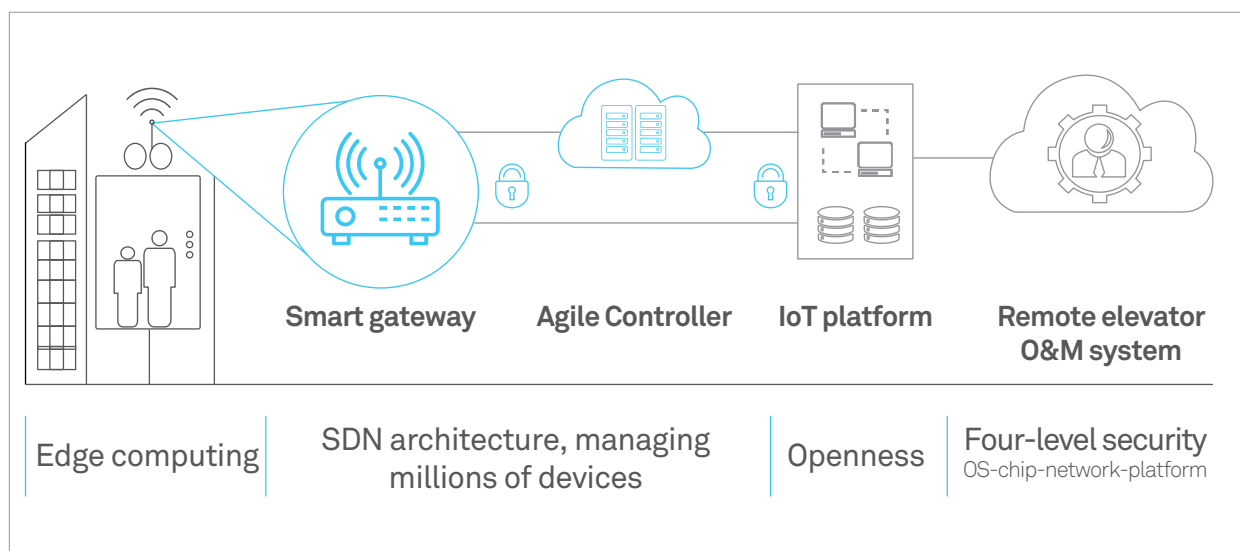 Smart gateway
Agile Controller
IoT platform
Remote elevator
O&M system
Edge computing
SDN architecture, managing
millions of devices
Openness
Four-level security
OS-chip-network-platform